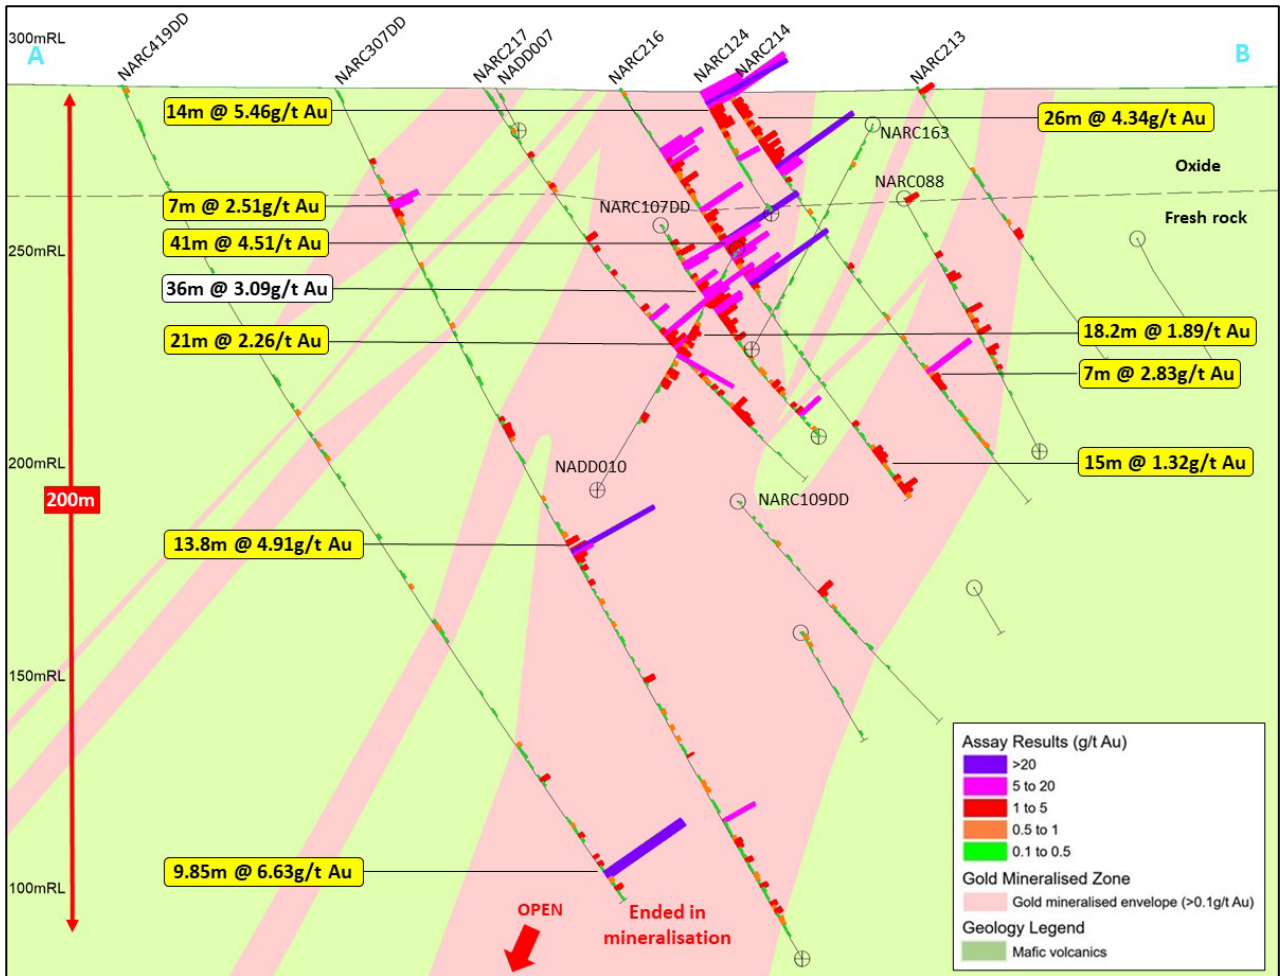 300mRL
A
NARC419DD
NARC307DD
NARC217
NADD007
NARC216
NARC124
NARC214
NARC213
B
14m @ 5.46g/t Au
26m @ 4.34g/t Au
NARC163
Oxide
NARC088
7m @ 2.51g/t Au
NARC107DD
Fresh rock
41m @ 4.51/t Au
250mRL
36m @ 3.09g/t Au
18.2m @ 1.89/t Au
21m @ 2.26/t Au
7m @ 2.83g/t Au
200mRL
NADD010
15m @ 1.32g/t Au
200m
NARC109DD
13.8m @ 4.91g/t Au
150mRL
9.85m @ 6.63g/t Au
100mRL
OPEN
Ended in
mineralisation
Assay Results (g/t Au)
>20
5 to 20
1 to 5
0.5 to 1
0.1 to 0.5
Gold Mineralised Zone
Gold mineralised envelope (>0.1g/t Au)
Geology Legend
Mafic volcanics